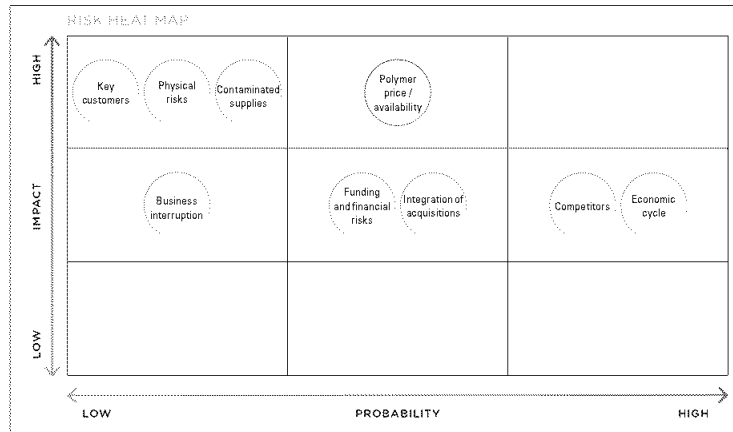 RISK HEAT MAP
HIGH
IMPACT
LOW
Key
customers
Physical
risks
Contaminated
supplies
Polymer
price /
availability
Business
interruption
Funding
and financial
risks
Integration of
acquisitions
Competitors
Economic
cycle
LOW
PROBABILITY
HIGH